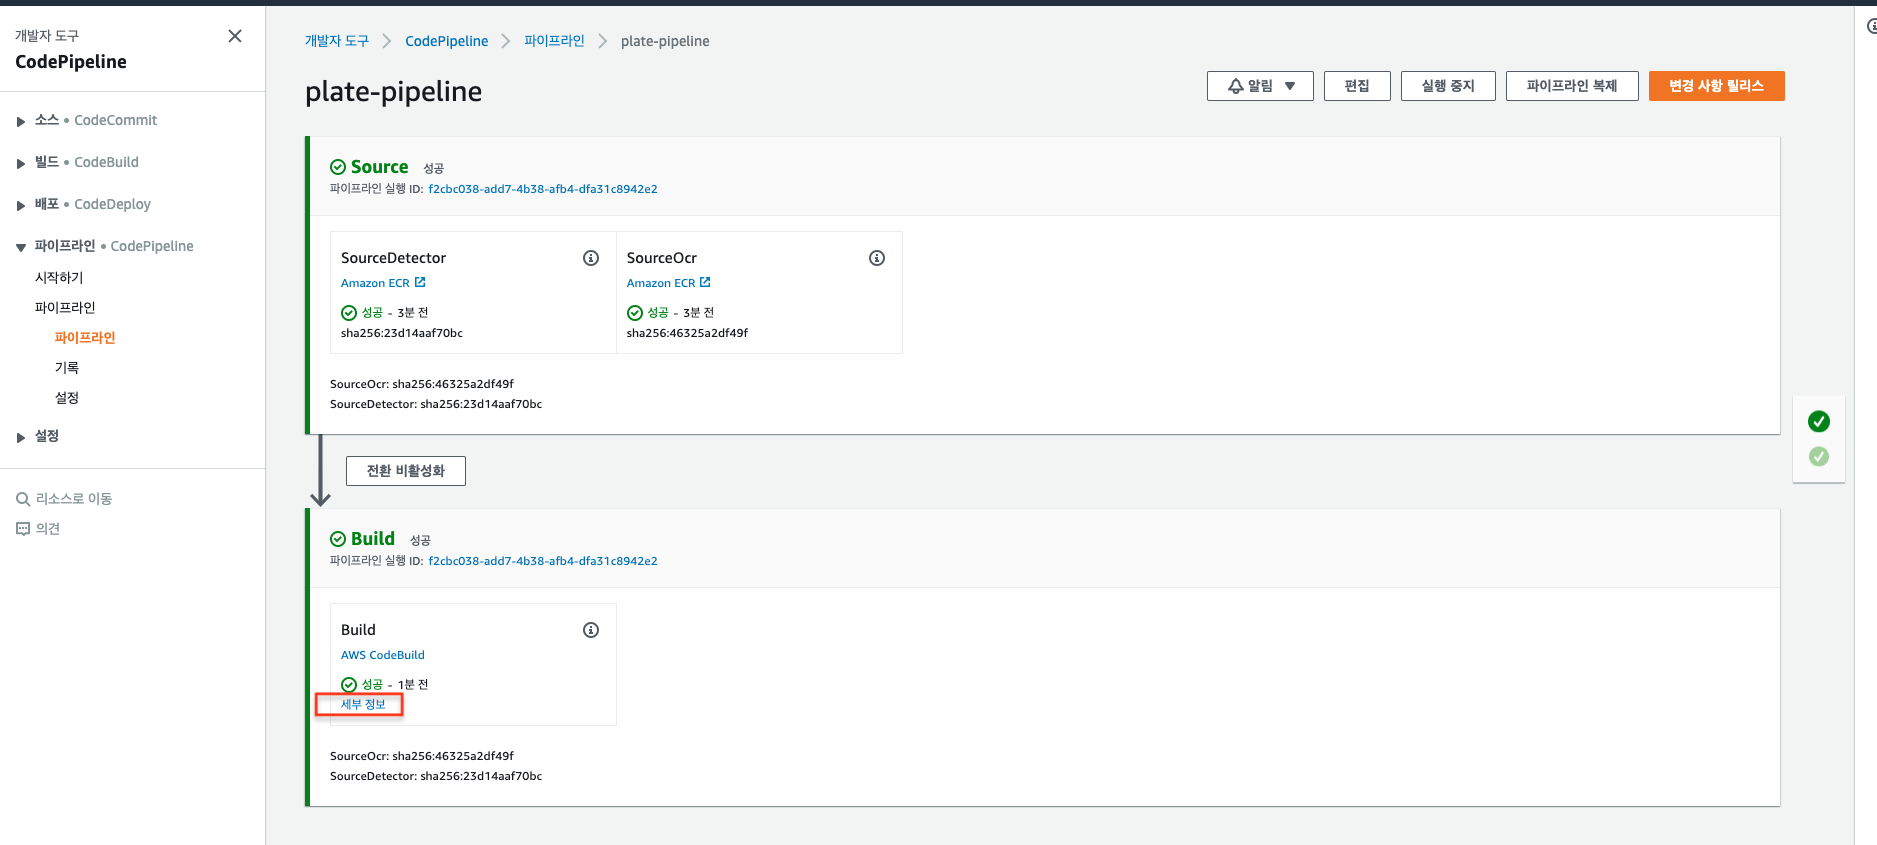 개발자 도구
CodePipeline
소스 • CodeCommit
빌드 • CodeBuild
배포 • CodeDeploy
파이프라인 • CodePipeline
시작하기
파이프라인
파이프라인
기록
설정
설정
리소스로 이동
의견
개발자 도구 > CodePipeline > 파이프라인 > plate-pipeline
plate-pipeline
알림 ▼ 편집 실행 중지 파이프라인 복제 변경 사항 릴리스
Source 성공
파이프라인 실행 ID: f2cbc038-add7-4b38-afb4-dfa31c8942e2
SourceDetector
Amazon ECR
성공 - 3분 전
sha256:23d14aaf70bc
SourceOcr
Amazon ECR
성공 - 3분 전
sha256:46325a2df49f
SourceOcr: sha256:46325a2df49f
SourceDetector: sha256:23d14aaf70bc
전환 비활성화
Build 성공
파이프라인 실행 ID: f2cbc038-add7-4b38-afb4-dfa31c8942e2
Build
AWS CodeBuild
성공 - 1분 전
세부 정보
SourceOcr: sha256:46325a2df49f
SourceDetector: sha256:23d14aaf70bc